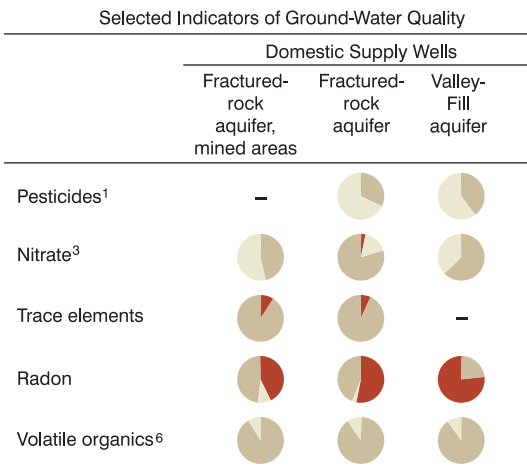 Selected Indicators of Ground-Water Quality
Domestic Supply Wells
Fractured-
rock
aquifer,
mined areas
Fractured-
rock
aquifer
Valley-
Fill
aquifer
Pesticides¹
–
Nitrate³
Trace elements
–
Radon
Volatile organics⁶